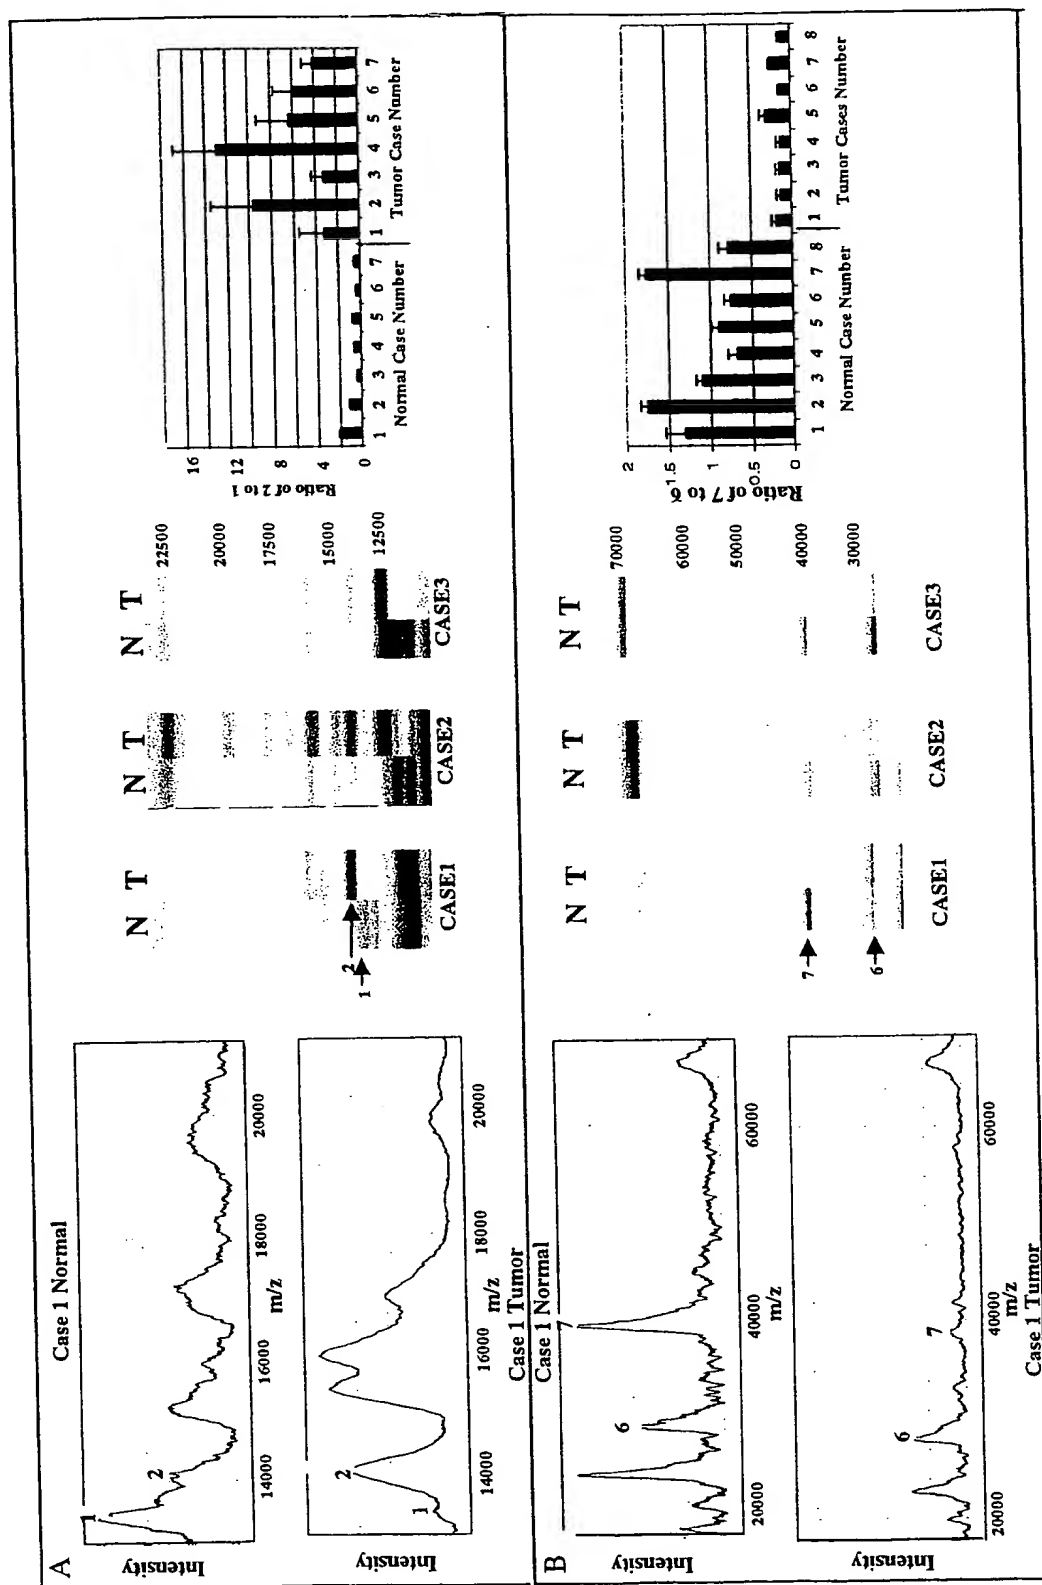 A
Case 1 Normal
1
2
Intensity
14000 16000 18000 20000
m/z
1
2
Intensity
14000 16000 18000 20000
m/z
Case 1 Tumor
N T
N T
N T
1
2
22500
20000
17500
15000
12500
CASE1
CASE2
CASE3
Ratio of 2 to 1
16
12
8
4
0
1 2 3 4 5 6 7 1 2 3 4 5 6 7
Normal Case Number Tumor Case Number
B
Case 1 Normal
6
7
Intensity
20000 40000 60000
m/z
6
7
Intensity
20000 40000 60000
m/z
Case 1 Tumor
N T
N T
N T
7
6
70000
60000
50000
40000
30000
CASE1
CASE2
CASE3
Ratio of 7 to 6
2
1.5
1
0.5
0
1 2 3 4 5 6 7 8 1 2 3 4 5 6 7 8
Normal Case Number Tumor Cases Number